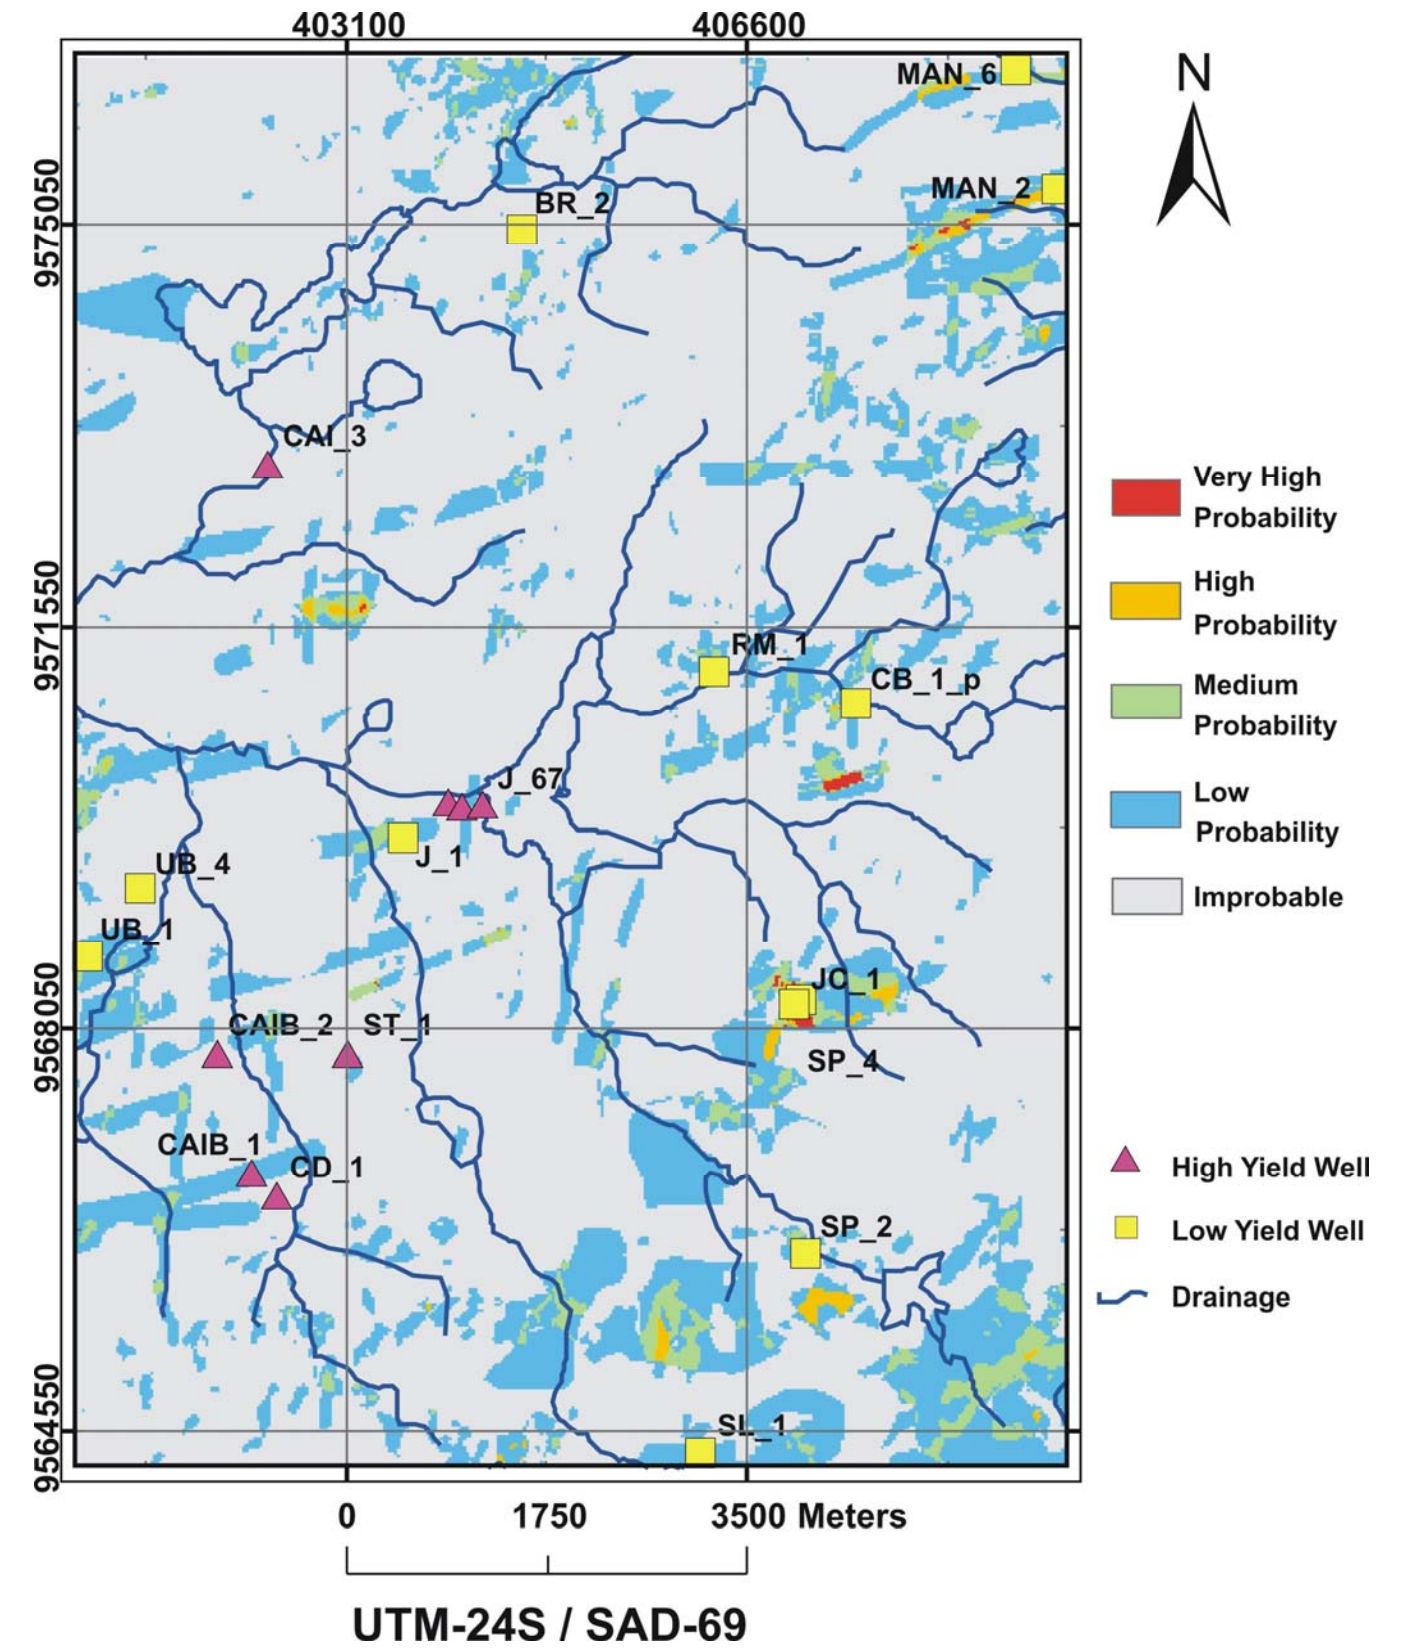 403100 406600
N
MAN_6
MAN_2
BR_2
9575050
CAI_3
Very High
Probability
High
Probability
9571550
RM_1
CB_1_p
Medium
Probability
J_67
Low
Probability
J_1
UB_4
Improbable
UB_1
JC_1
9568050
CAIB_2 ST_1
SP_4
CAIB_1
CD_1
High Yield Well
SP_2
Low Yield Well
Drainage
9564550
SL_1
0 1750 3500 Meters
UTM-24S / SAD-69